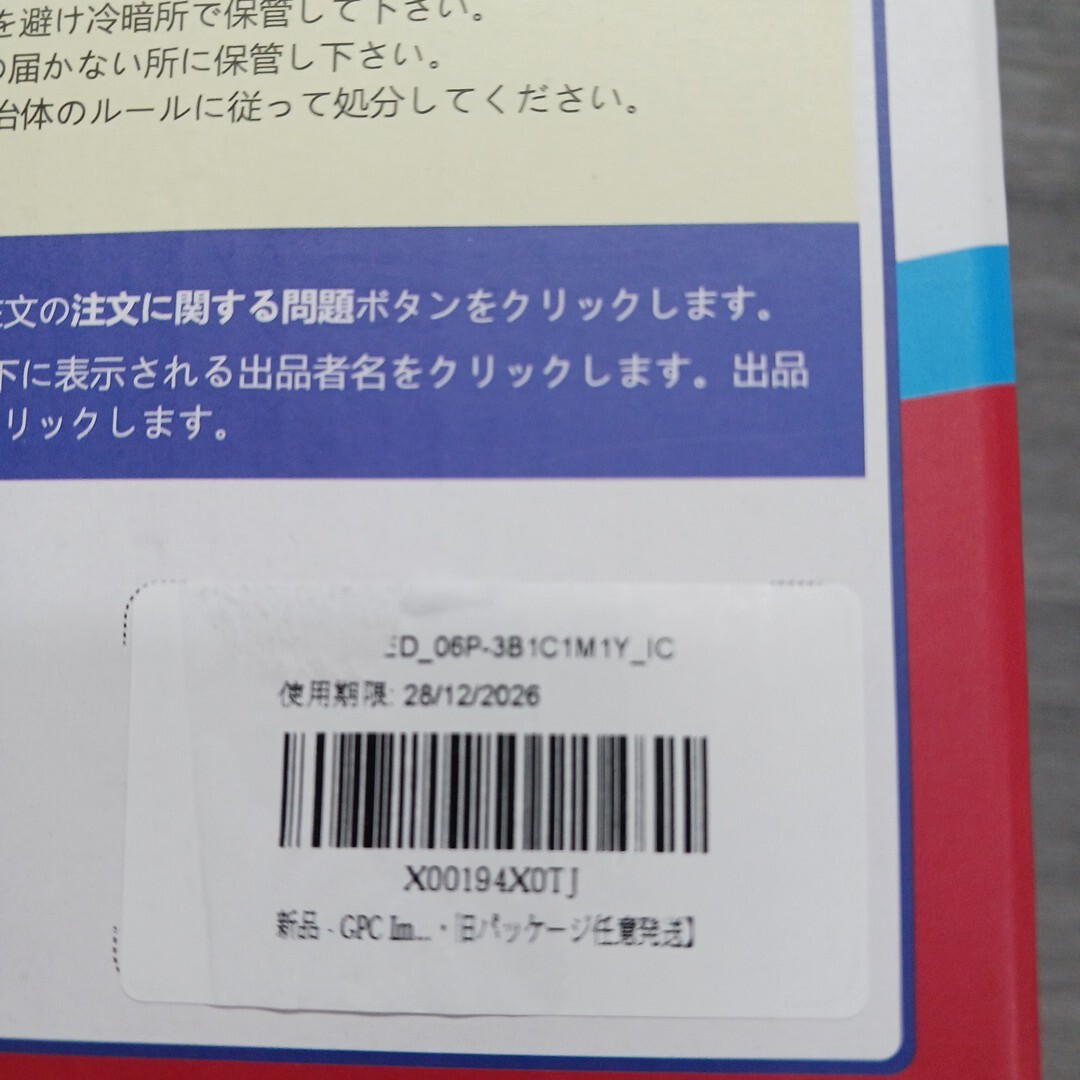 を避け冷暗所で保管して下さい。
の届かない所に保管し下さい。
治体のルールに従って処分してください。
注文の注文に関する問題ボタンをクリックします。
下に表示される出品者名をクリックします。出品
リックします。
ED_06P-3B1C1M1Y_IC
使用期限: 28/12/2026
X00194X0TJ
新品 - GPC Im... ・旧パッケージ任意発送】